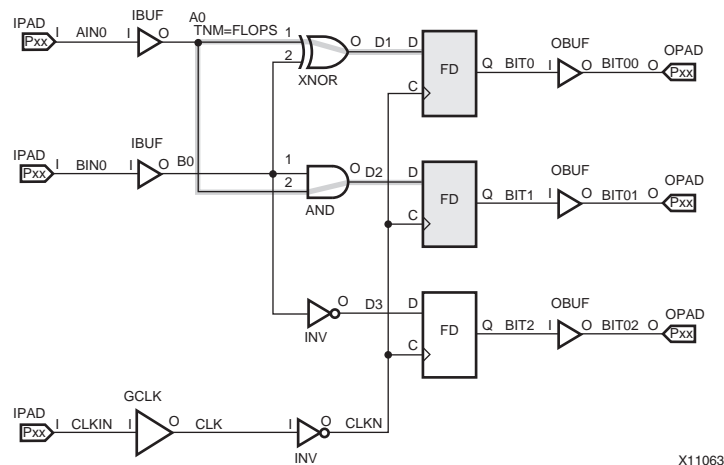 IPAD IBUF A0
TNM=FLOPS
I AIN0 I O 1 O D1 D FD Q BIT0 I OBUF O BIT00 O OPAD
Pxx 2 XNOR C Pxx
IPAD IBUF
I BIN0 I O B0 1 O D2 D FD Q BIT1 I OBUF O BIT01 O OPAD
Pxx 2 AND C Pxx
O D3 D FD Q BIT2 I OBUF O BIT02 O OPAD
INV C Pxx
IPAD GCLK
I CLKIN I O CLK I O CLKN
Pxx INV
X11063